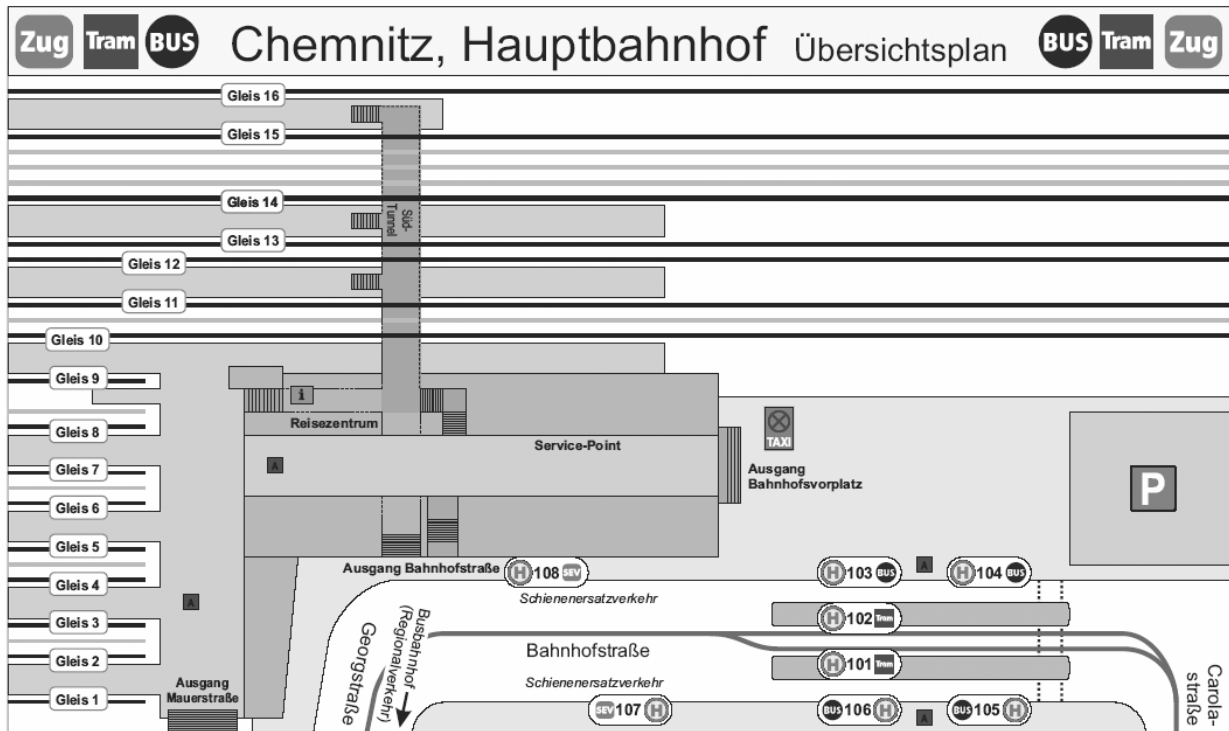 Zug Tram BUS Chemnitz, Hauptbahnhof Übersichtsplan BUS Tram Zug
Gleis 16
Gleis 15
Gleis 14
Süd-
Tunnel
Gleis 13
Gleis 12
Gleis 11
Gleis 10
Gleis 9
i
Reisezentrum
Gleis 8
TAXI
Service-Point
A
Gleis 7
Ausgang
Bahnhofsvorplatz
P
Gleis 6
Gleis 5
Ausgang Bahnhofstraße
H 108 SEV
H 103 BUS
A
H 104 BUS
Gleis 4
Schienenersatzverkehr
A
Gleis 3
H 102 Tram
Georgstraße
Busbahnhof
(Regionalverkehr)
Bahnhofstraße
Gleis 2
H 101 Tram
Carola-
straße
Ausgang
Mauerstraße
Schienenersatzverkehr
Gleis 1
SEV 107 H
BUS 106 H
A
BUS 105 H